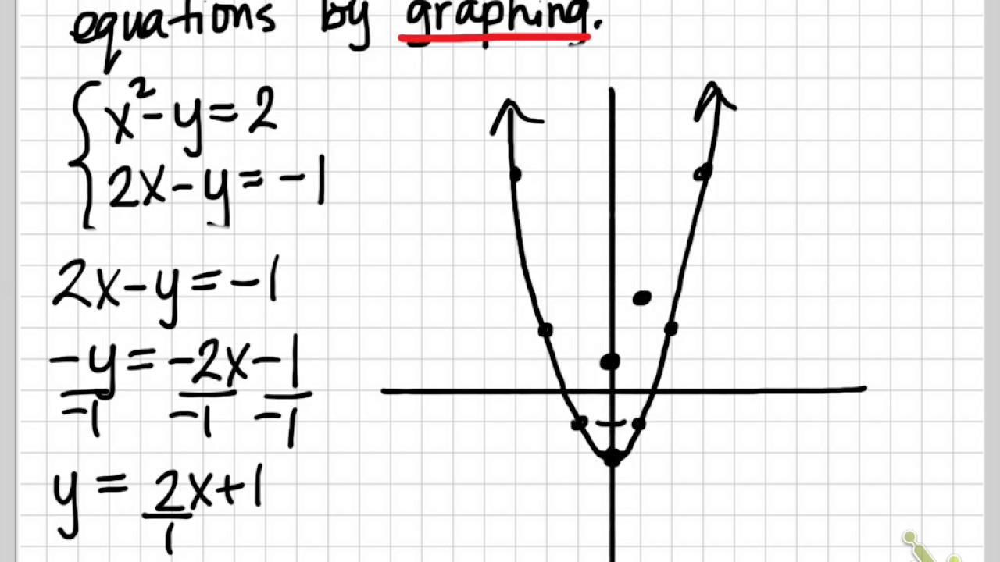 equations by graphing.
x² - y = 2
2x - y = -1
2x - y = -1
-y = -2x - 1
-1 -1 -1
y = 2x + 1
1